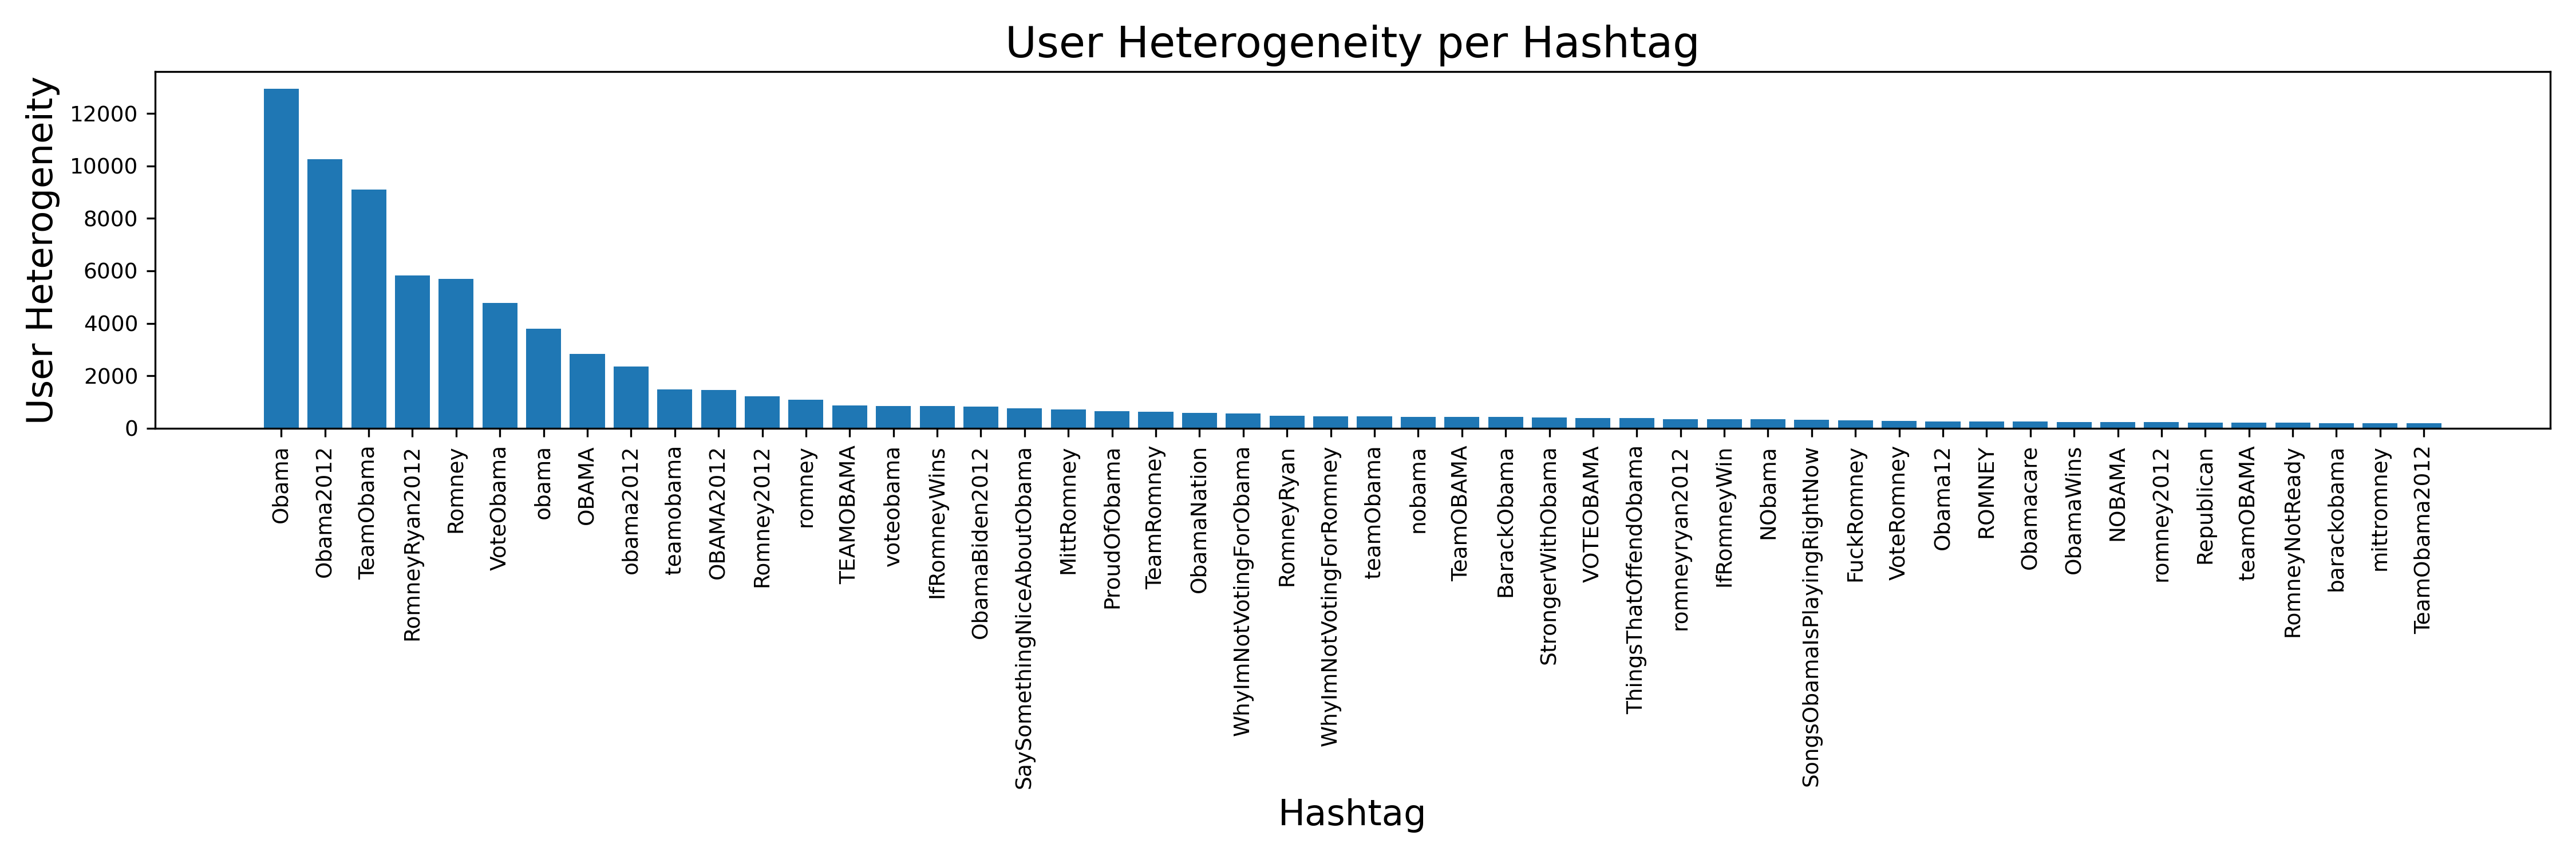 User Heterogeneity per Hashtag
User Heterogeneity
12000
10000
8000
6000
4000
2000
0
Obama
Obama2012
TeamObama
RomneyRyan2012
Romney
VoteObama
obama
OBAMA
obama2012
teamobama
OBAMA2012
Romney2012
romney
TEAMOBAMA
voteobama
IfRomneyWins
ObamaBiden2012
SaySomethingNiceAboutObama
MittRomney
ProudOfObama
TeamRomney
ObamaNation
WhyImNotVotingForObama
RomneyRyan
WhyImNotVotingForRomney
teamObama
nobama
TeamOBAMA
BarackObama
StrongerWithObama
VOTEOBAMA
ThingsThatOffendObama
romneyryan2012
IfRomneyWin
NObama
SongsObamaIsPlayingRightNow
FuckRomney
VoteRomney
Obama12
ROMNEY
Obamacare
ObamaWins
NOBAMA
romney2012
Republican
teamOBAMA
RomneyNotReady
barackobama
mittromney
TeamObama2012
Hashtag